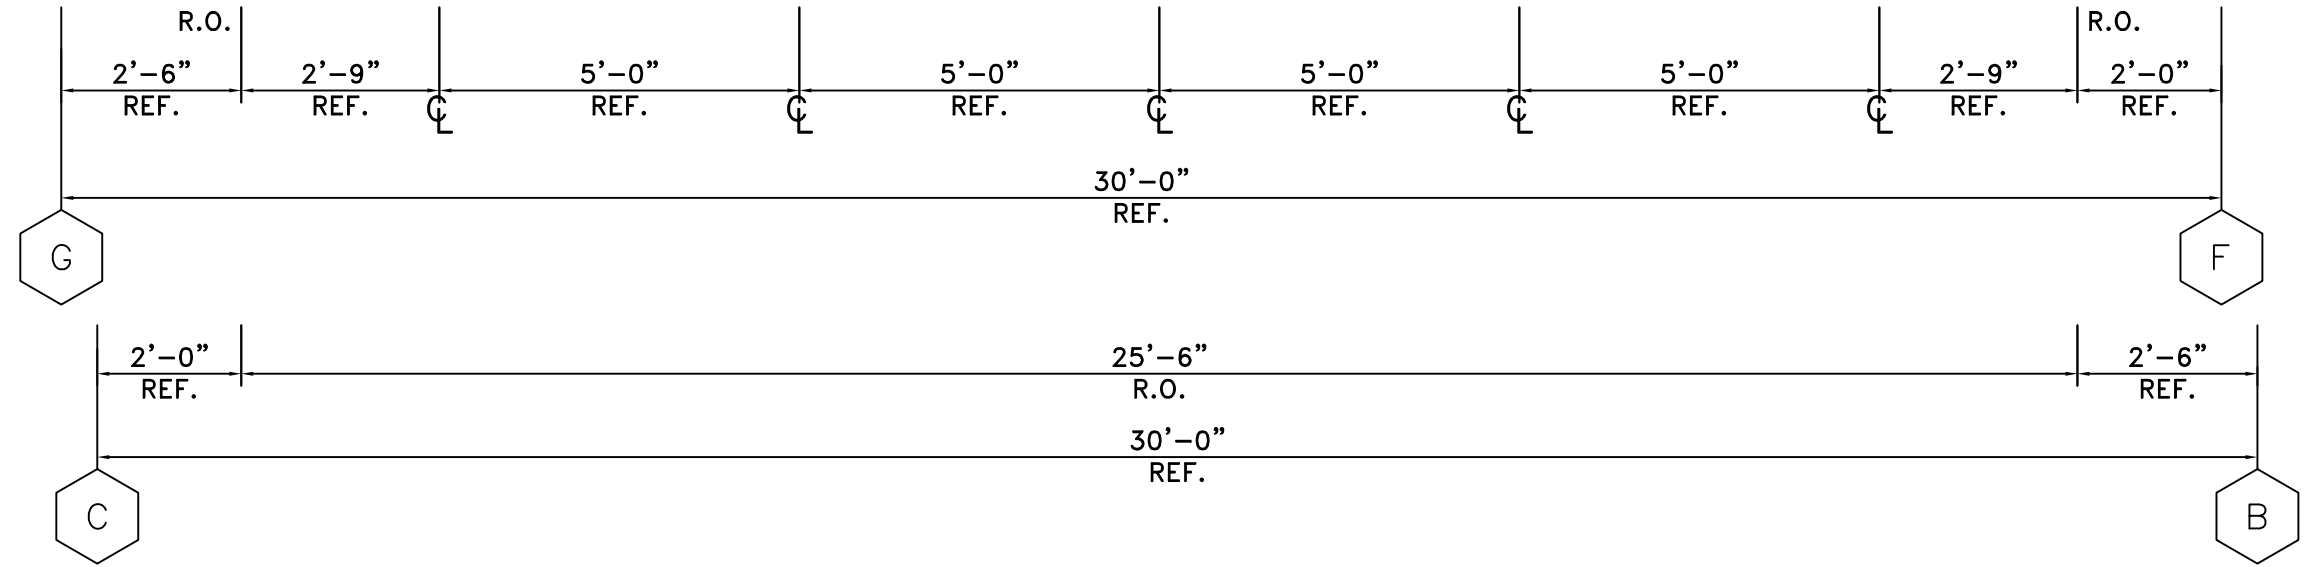 R.O. R.O.
2'-6" 2'-9" 5'-0" 5'-0" 5'-0" 5'-0" 2'-9" 2'-0"
REF. REF. REF. REF. REF. REF. REF. REF.
℄ ℄ ℄ ℄ ℄
30'-0"
REF.
G F
2'-0" 25'-6" 2'-6"
REF. R.O. REF.
30'-0"
REF.
C B